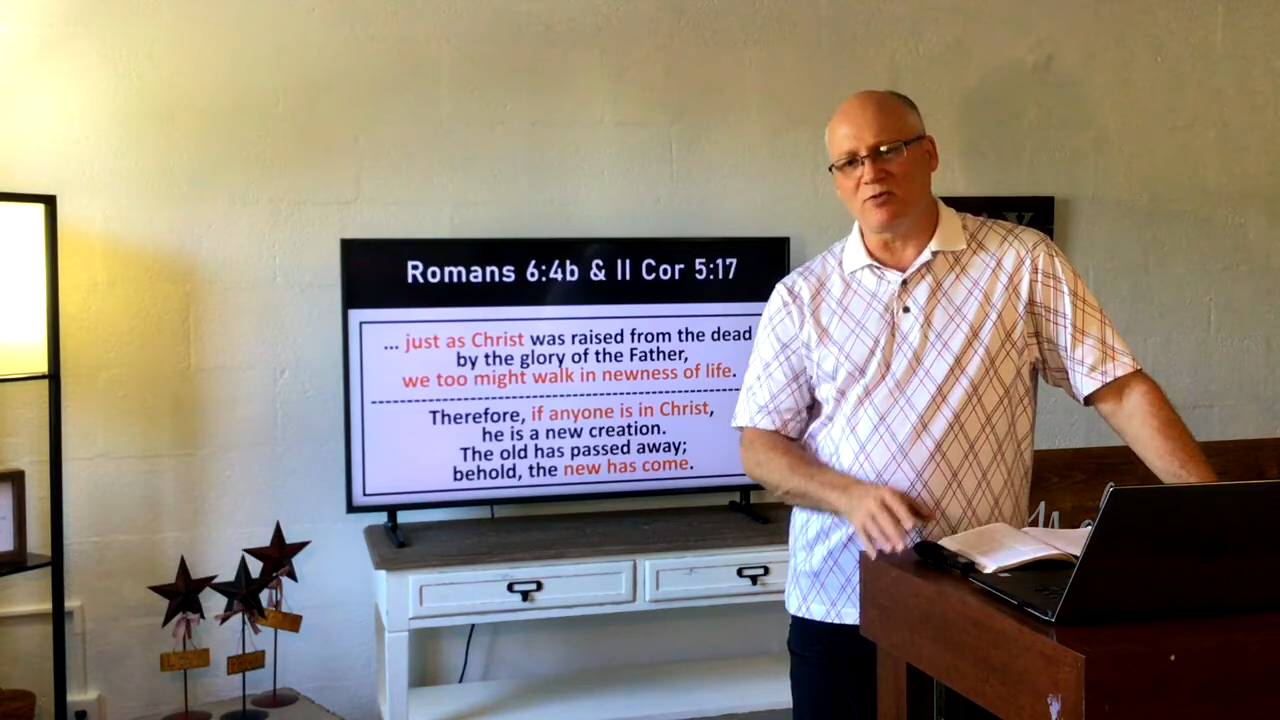 Romans 6:4b & II Cor 5:17
... just as Christ was raised from the dead
by the glory of the Father,
we too might walk in newness of life.
Therefore, if anyone is in Christ,
he is a new creation.
The old has passed away;
behold, the new has come.